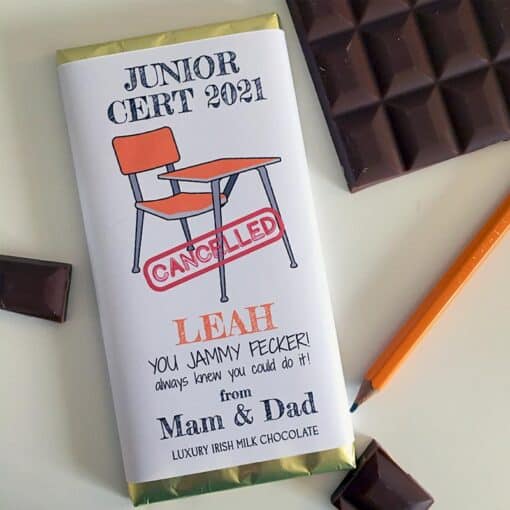 JUNIOR
CERT 2021
CANCELLED
LEAH
YOU JAMMY FECKER!
always knew you could do it!
from
Mam & Dad
LUXURY IRISH MILK CHOCOLATE